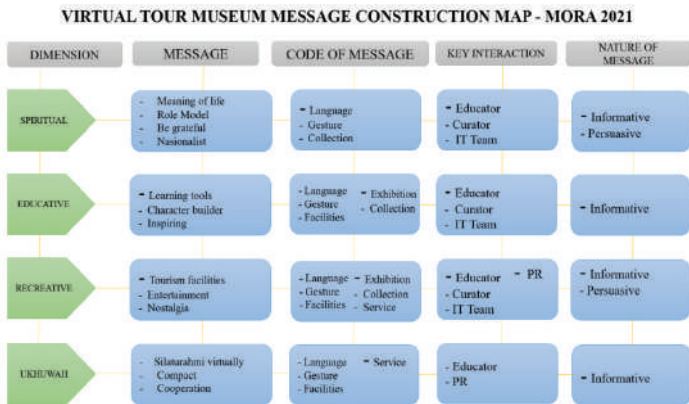 VIRTUAL TOUR MUSEUM MESSAGE CONSTRUCTION MAP - MORA 2021
DIMENSION
MESSAGE
CODE OF MESSAGE
KEY INTERACTION
NATURE OF
MESSAGE
SPIRITUAL
- Meaning of life
- Role Model
- Be grateful
- Nasionalist
- Language
- Gesture
- Collection
- Educator
- Curator
- IT Team
- Informative
- Persuasive
EDUCATIVE
- Learning tools
- Character builder
- Inspiring
- Language - Exhibition
- Gesture - Collection
- Facilities
- Educator
- Curator
- IT Team
- Informative
RECREATIVE
- Tourism facilities
- Entertainment
- Nostalgia
- Language - Exhibition
- Gesture - Collection
- Facilities - Service
- Educator - PR
- Curator
- IT Team
- Informative
- Persuasive
UKHUWAH
- Silaturahmi virtually
- Compact
- Cooperation
- Language - Service
- Gesture
- Facilities
- Educator
- PR
- Informative